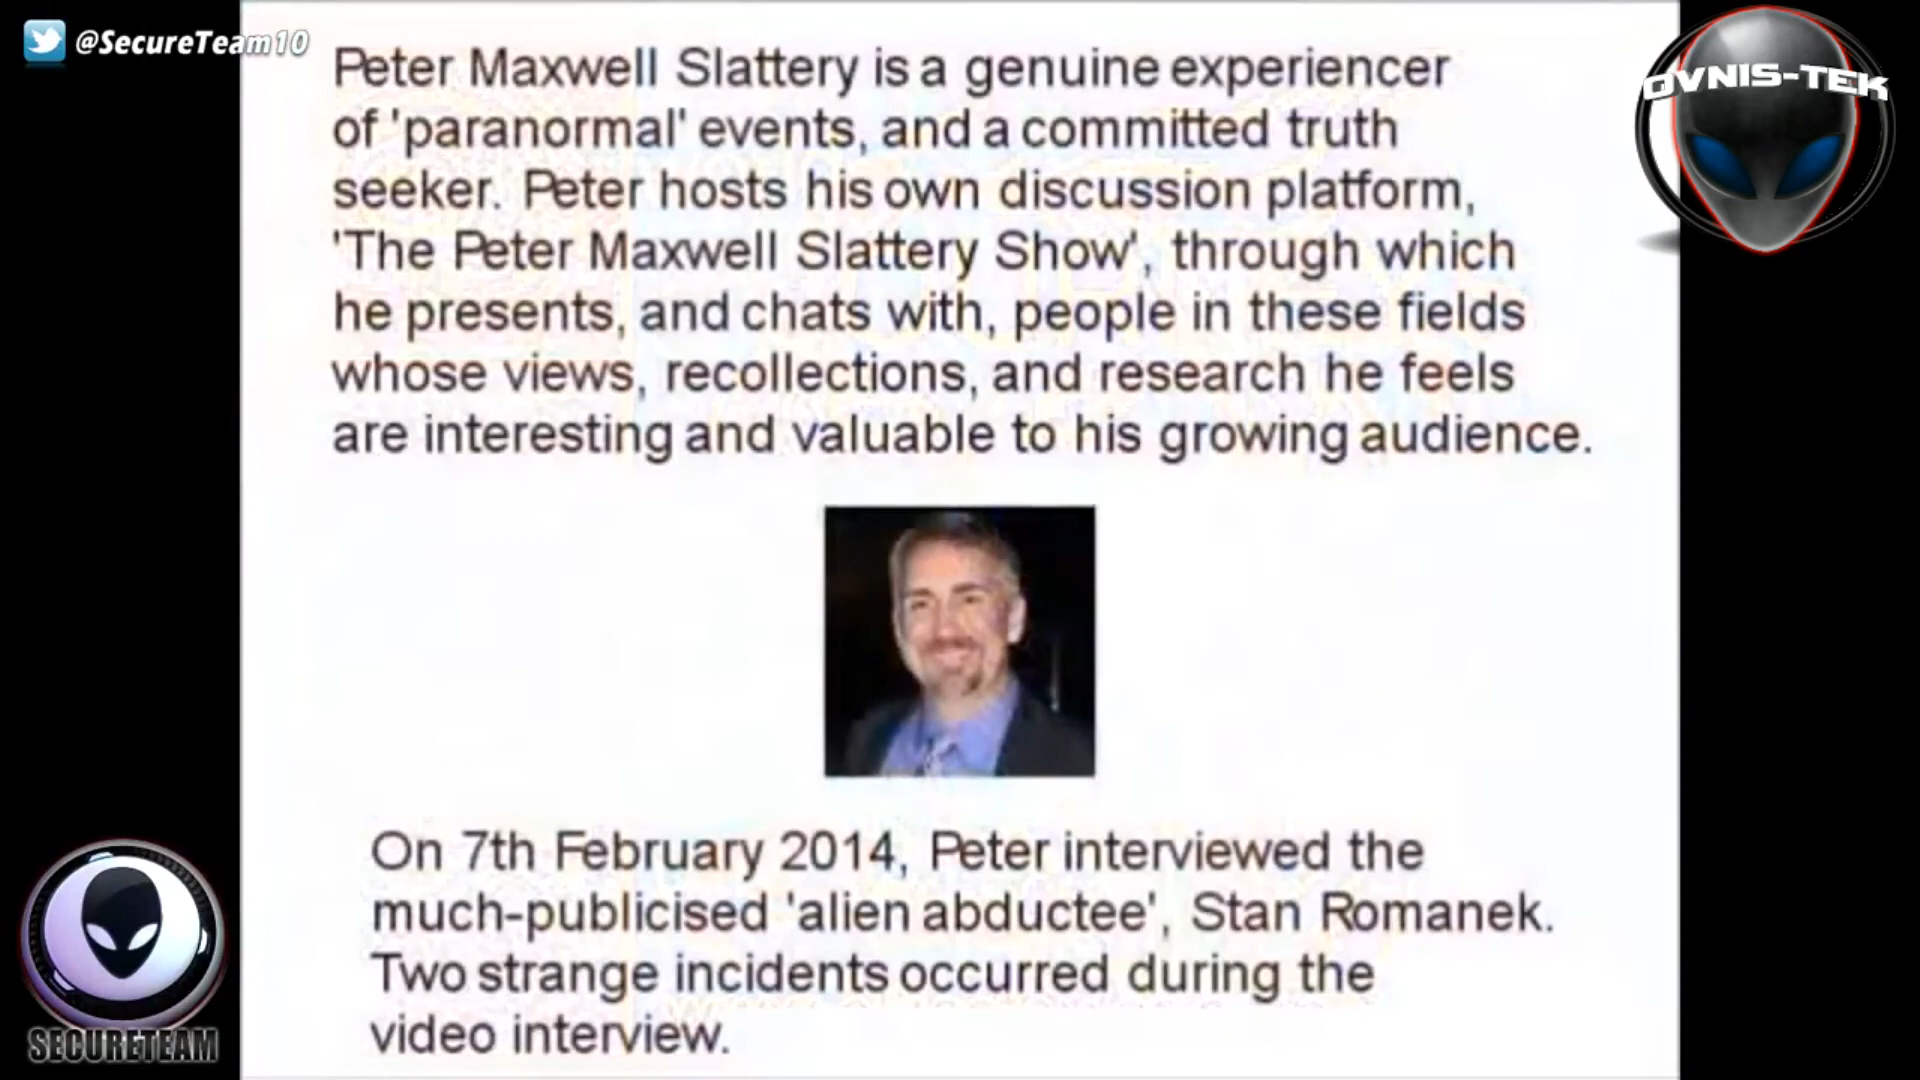 @SecureTeam10
OVNIS-TEK
Peter Maxwell Slattery is a genuine experiencer
of 'paranormal' events, and a committed truth
seeker. Peter hosts his own discussion platform,
'The Peter Maxwell Slattery Show', through which
he presents, and chats with, people in these fields
whose views, recollections, and research he feels
are interesting and valuable to his growing audience.
On 7th February 2014, Peter interviewed the
much-publicised 'alien abductee', Stan Romanek.
Two strange incidents occurred during the
video interview.
SECURETEAM